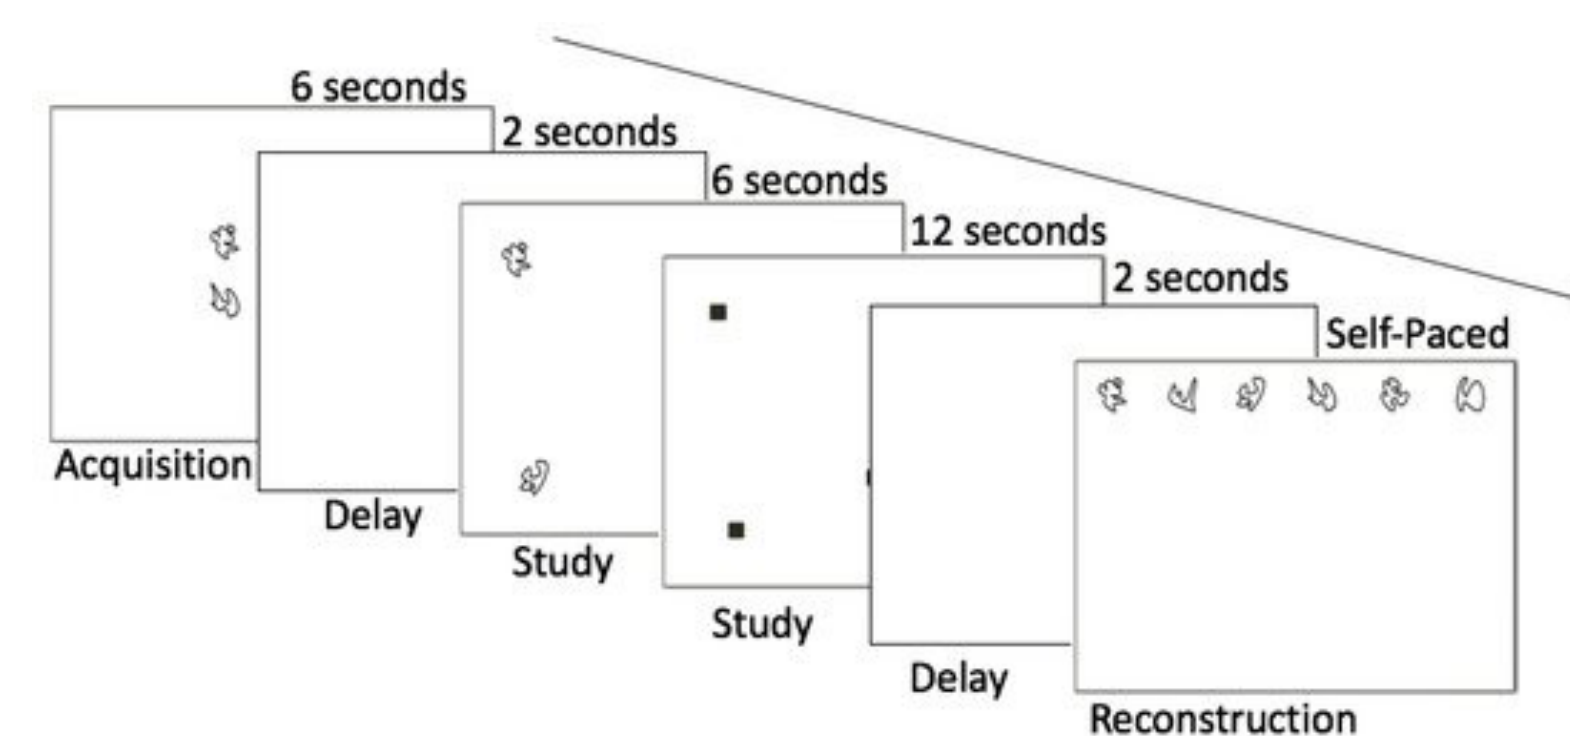 6 seconds
2 seconds
6 seconds
12 seconds
2 seconds
Self-Paced
Acquisition
Delay
Study
Study
Delay
Reconstruction